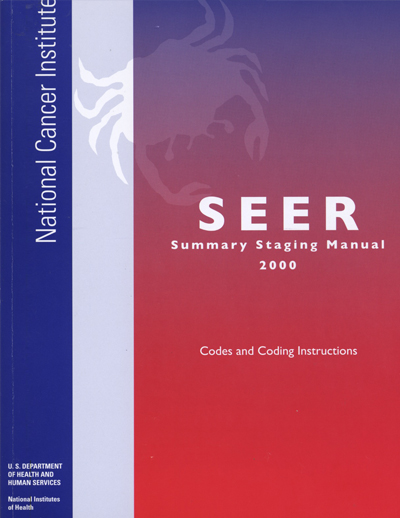 National Cancer Institute
SEER
Summary Staging Manual
2000
Codes and Coding Instructions
U. S. DEPARTMENT
OF HEALTH AND
HUMAN SERVICES
National Institutes
of Health